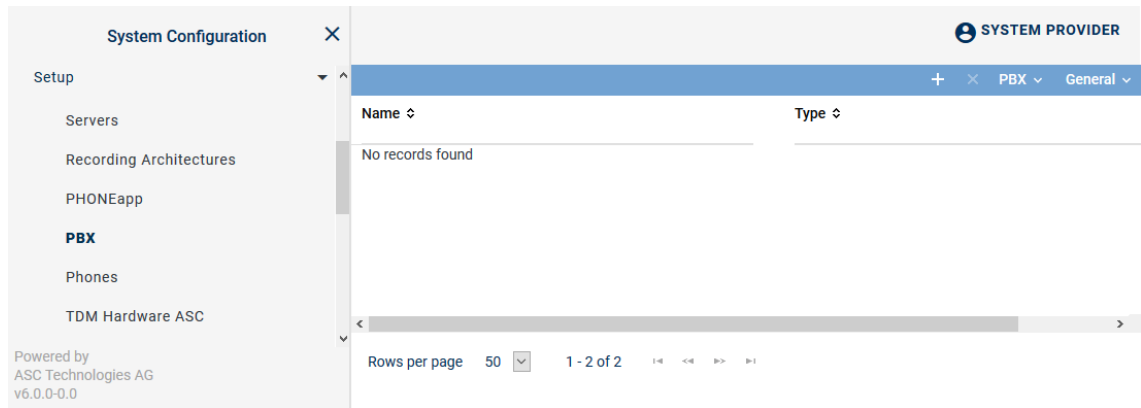 System Configuration
SYSTEM PROVIDER
Setup
PBX General
Servers
Name Type
Recording Architectures
No records found
PHONEapp
PBX
Phones
TDM Hardware ASC
Powered by
Rows per page 50 1 - 2 of 2
ASC Technologies AG
v6.0.0-0.0